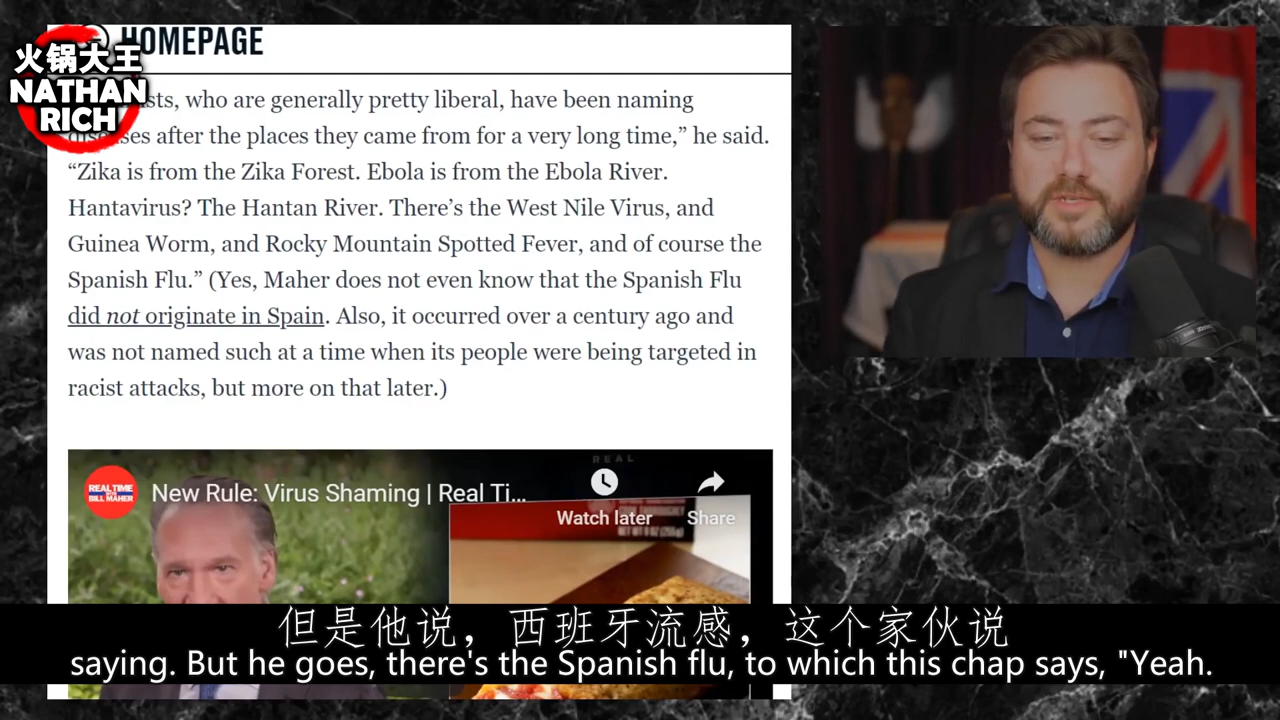 火锅大王
NATHAN
RICH
HOMEPAGE
who are generally pretty liberal, have been naming
diseases after the places they came from for a very long time,” he said.
“Zika is from the Zika Forest. Ebola is from the Ebola River.
Hantavirus? The Hantan River. There’s the West Nile Virus, and
Guinea Worm, and Rocky Mountain Spotted Fever, and of course the
Spanish Flu.” (Yes, Maher does not even know that the Spanish Flu
did not originate in Spain. Also, it occurred over a century ago and
was not named such at a time when its people were being targeted in
racist attacks, but more on that later.)
REAL TIME
WITH
BILL MAHER
New Rule: Virus Shaming | Real Ti...
REAL
Watch later
Share
但是他说，西班牙流感，这个家伙说
saying. But he goes, there's the Spanish flu, to which this chap says, "Yeah.